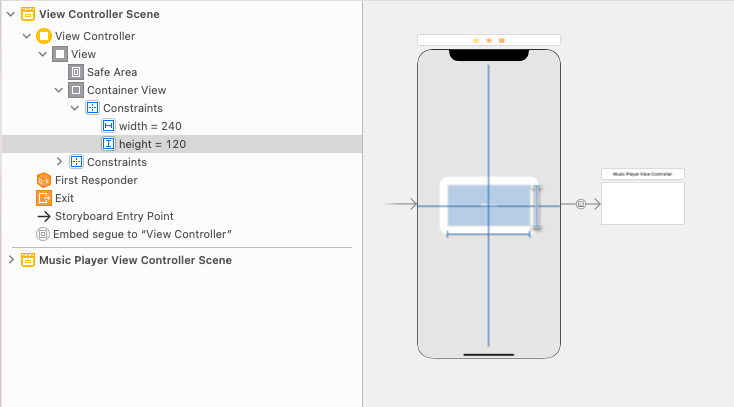 View Controller Scene
View Controller
View
Safe Area
Container View
Constraints
width = 240
height = 120
Constraints
First Responder
Exit
Storyboard Entry Point
Embed segue to “View Controller”
Music Player View Controller Scene
Music Player View Controller